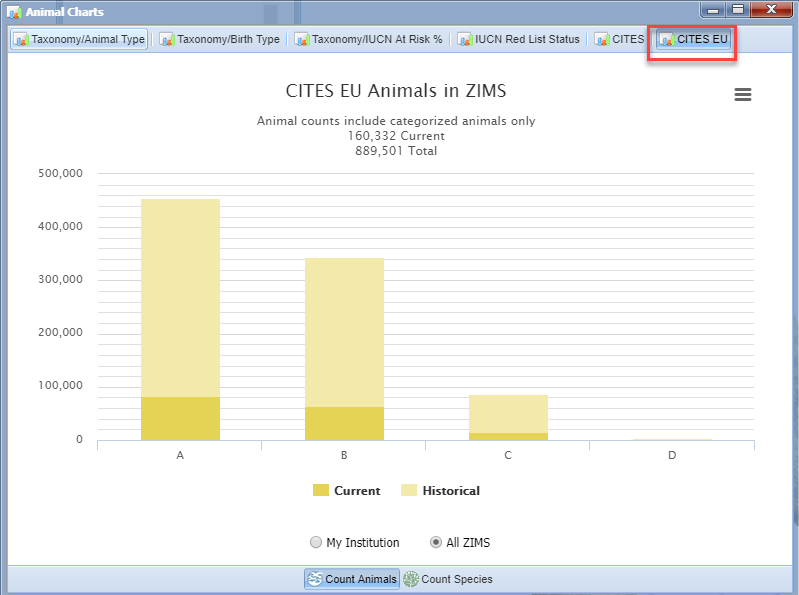 Animal Charts
Taxonomy/Animal Type Taxonomy/Birth Type Taxonomy/IUCN At Risk % IUCN Red List Status CITES CITES EU
CITES EU Animals in ZIMS
Animal counts include categorized animals only
160,332 Current
889,501 Total
500,000
400,000
300,000
200,000
100,000
0
A B C D
Current Historical
My Institution All ZIMS
Count Animals Count Species